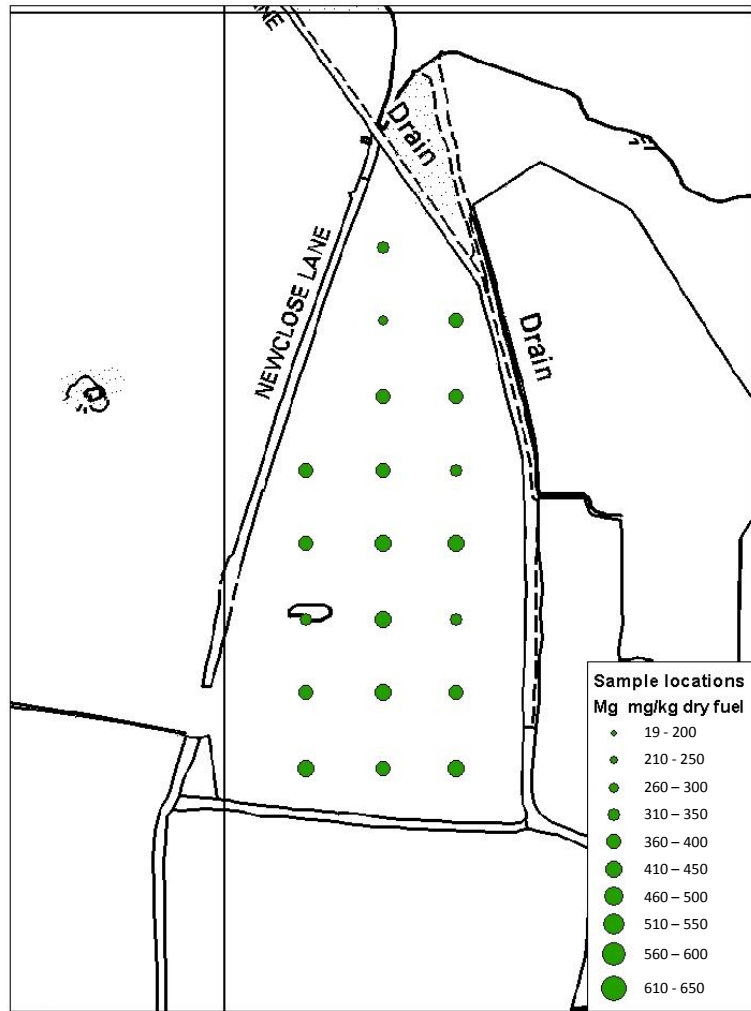 Drain
NEWCLOSE LANE
Drain
Sample locations
Mg mg/kg dry fuel
19 - 200
210 - 250
260 – 300
310 – 350
360 – 400
410 – 450
460 – 500
510 – 550
560 – 600
610 - 650